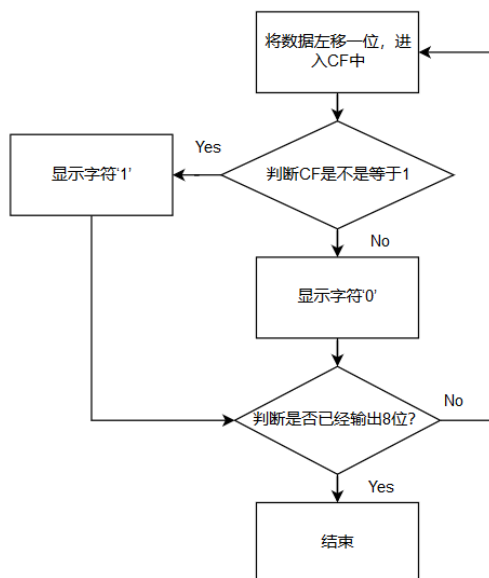 将数据左移一位，进
入CF中
Yes
显示字符‘1’
判断CF是不是等于1
No
显示字符‘0’
判断是否已经输出8位？
No
Yes
结束